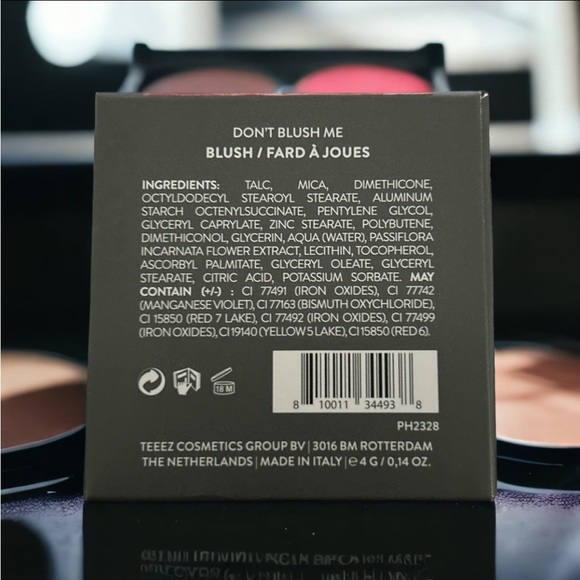 DON'T BLUSH ME
BLUSH / FARD À JOUES
INGREDIENTS: TALC, MICA, DIMETHICONE,
OCTYLDODECYL STEAROYL STEARATE, ALUMINUM
STARCH OCTENYLSUCCINATE, PENTYLENE GLYCOL,
GLYCERYL CAPRYLATE, ZINC STEARATE, POLYBUTENE,
DIMETHICONOL, GLYCERIN, AQUA (WATER), PASSIFLORA
INCARNATA FLOWER EXTRACT, LECITHIN, TOCOPHEROL,
ASCORBYL PALMITATE, GLYCERYL OLEATE, GLYCERYL
STEARATE, CITRIC ACID, POTASSIUM SORBATE. MAY
CONTAIN (+/-) : CI 77491 (IRON OXIDES), CI 77742
(MANGANESE VIOLET), CI 77163 (BISMUTH OXYCHLORIDE),
CI 15850 (RED 7 LAKE), CI 77492 (IRON OXIDES), CI 77499
(IRON OXIDES), CI 19140 (YELLOW 5 LAKE), CI 15850 (RED 6).
18 M
8 10011 34493 8
PH2328
TEEEZ COSMETICS GROUP BV | 3016 BM ROTTERDAM
THE NETHERLANDS | MADE IN ITALY | ℮ 4 G / 0,14 OZ.